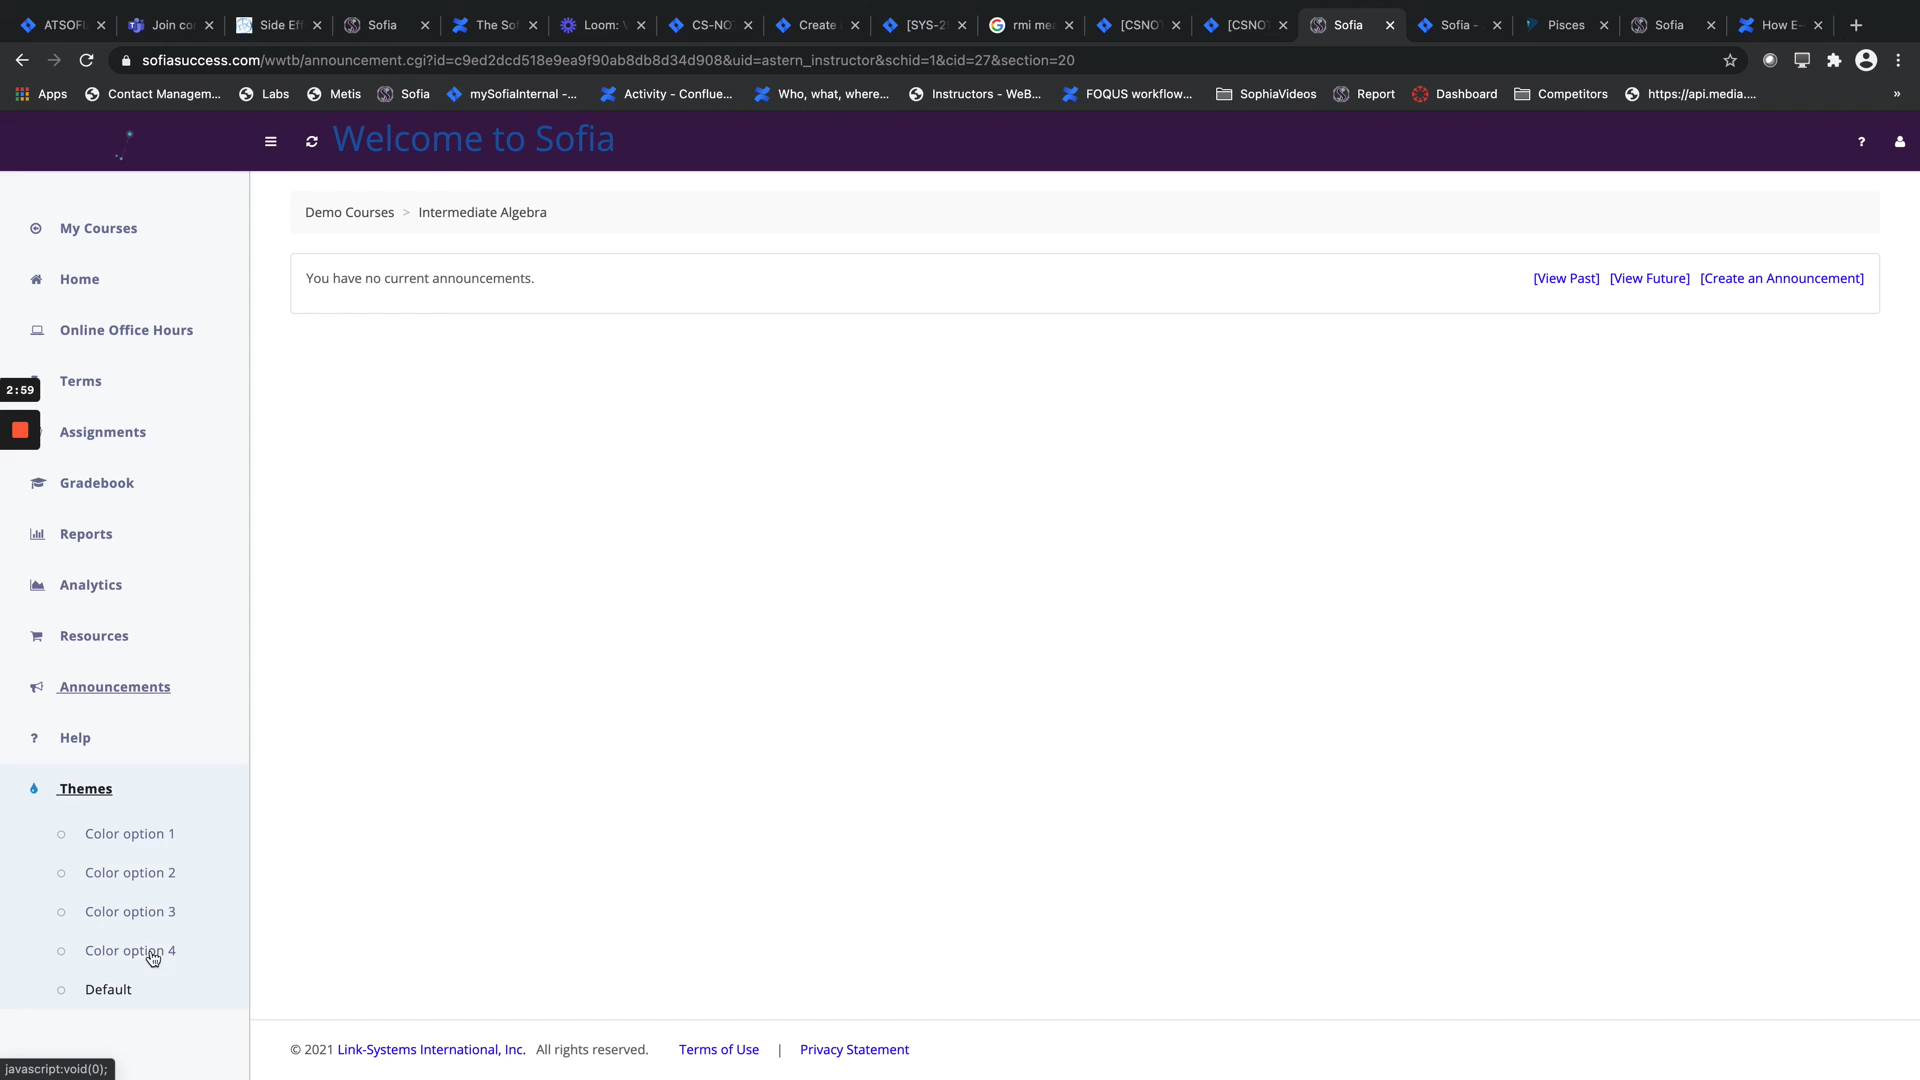 ATSOFI
Join co
Side Eff
Sofia
The Sof
Loom: V
CS-NOT
Create
[SYS-2
rmi mee
[CSNOT
[CSNOT
Sofia
Sofia -
Pisces
Sofia
How E-
sofiasuccess.com/wwtb/announcement.cgi?id=c9ed2dcd518e9ea9f90ab8db8d34d908&uid=astern_instructor&schid=1&cid=27&section=20
Apps
Contact Managem...
Labs
Metis
Sofia
mySofiaInternal -...
Activity - Conflue...
Who, what, where...
Instructors - WeB...
FOQUS workflow...
SophiaVideos
Report
Dashboard
Competitors
https://api.media....
»
Welcome to Sofia
?
Demo Courses > Intermediate Algebra
You have no current announcements.
[View Past] [View Future] [Create an Announcement]
My Courses
Home
Online Office Hours
Terms
2:59
Assignments
Gradebook
Reports
Analytics
Resources
Announcements
? Help
Themes
Color option 1
Color option 2
Color option 3
Color option 4
Default
© 2021 Link-Systems International, Inc. All rights reserved. Terms of Use | Privacy Statement
javascript:void(0);